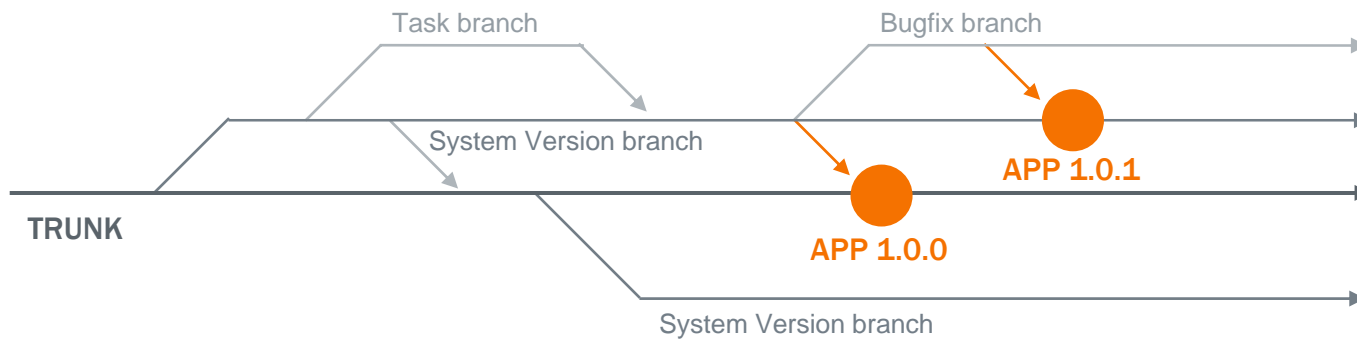 Task branch
Bugfix branch
System Version branch
APP 1.0.1
TRUNK
APP 1.0.0
System Version branch